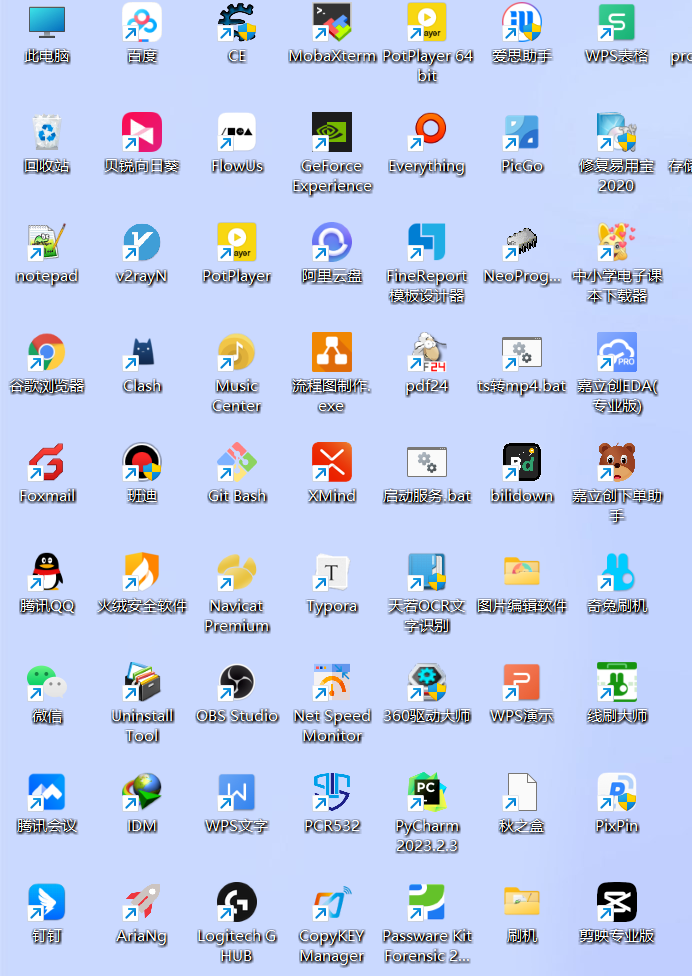 此电脑
百度
CE
MobaXterm
PotPlayer 64
bit
爱思助手
WPS表格
pro
回收站
贝锐向日葵
FlowUs
GeForce
Experience
Everything
PicGo
修复易用宝
2020
存储
notepad
v2rayN
PotPlayer
阿里云盘
FineReport
模板设计器
NeoProg...
中小学电子课
本下载器
谷歌浏览器
Clash
Music
Center
流程图制作.
exe
pdf24
ts转mp4.bat
嘉立创EDA(
专业版)
Foxmail
班迪
Git Bash
XMind
启动服务.bat
bilidown
嘉立创下单助
手
腾讯QQ
火绒安全软件
Navicat
Premium
Typora
天若OCR文
字识别
图片编辑软件
奇兔刷机
微信
Uninstall
Tool
OBS Studio
Net Speed
Monitor
360驱动大师
WPS演示
线刷大师
腾讯会议
IDM
WPS文字
PCR532
PyCharm
2023.2.3
秋之盒
PixPin
钉钉
AriaNg
Logitech G
HUB
CopyKEY
Manager
Passware Kit
Forensic 2...
刷机
剪映专业版